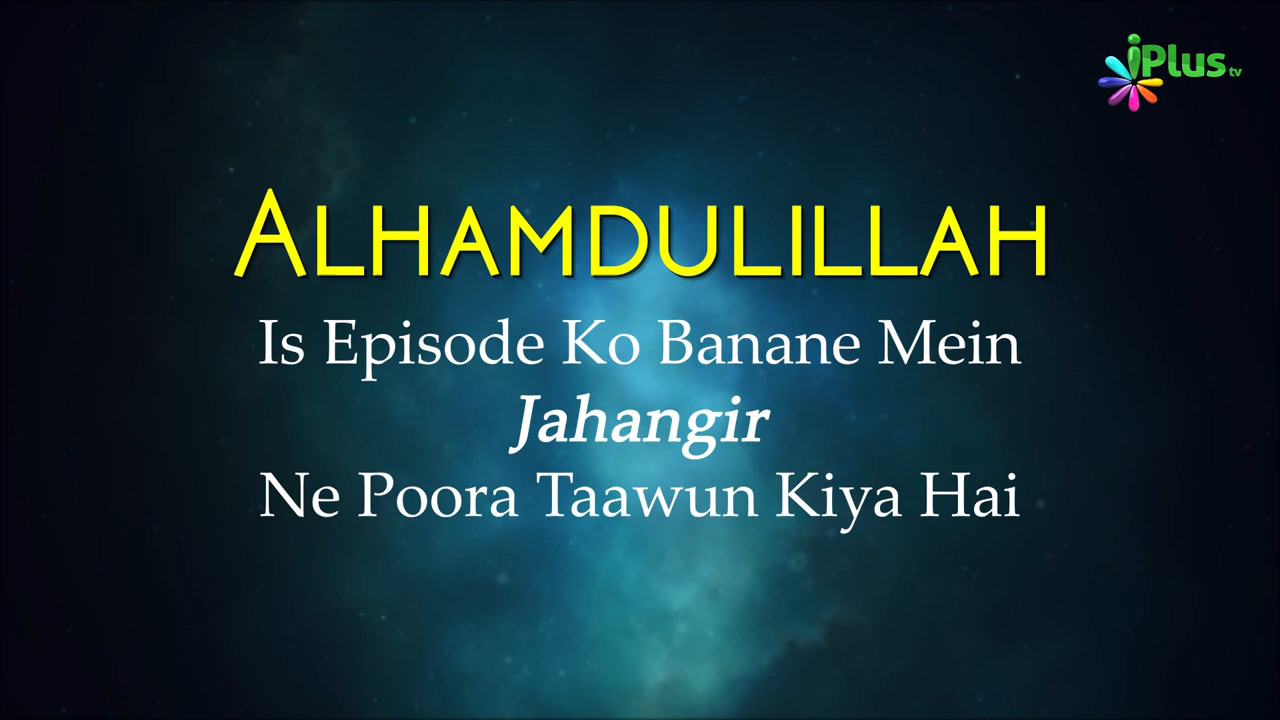 iPlus tv
ALHAMDULILLAH
Is Episode Ko Banane Mein
Jahangir
Ne Poora Taawun Kiya Hai